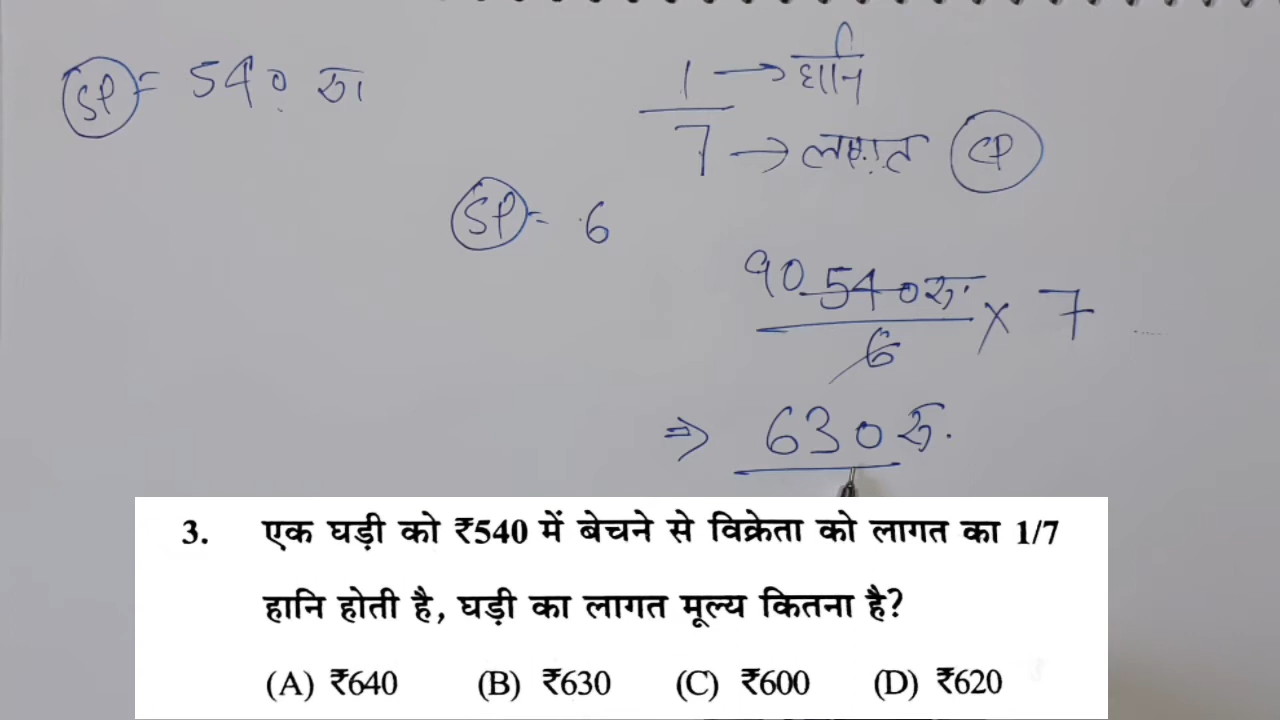 SP = 540 रु
1 → हानि
7 → लागत CP
SP = 6
90 540रु. × 7
6
⇒ 630 रु.
3. एक घड़ी को ₹540 में बेचने से विक्रेता को लागत का 1/7
हानि होती है, घड़ी का लागत मूल्य कितना है?
(A) ₹640 (B) ₹630 (C) ₹600 (D) ₹620